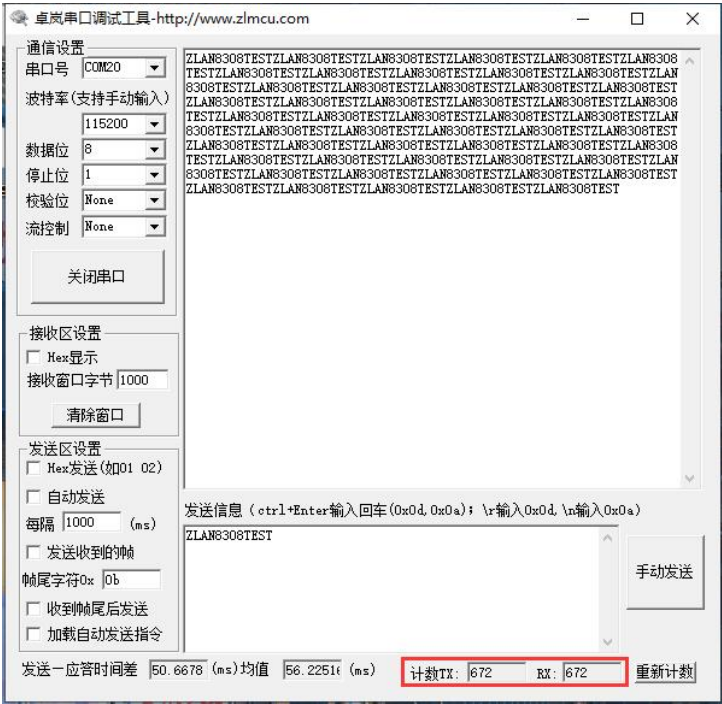 卓岚串口调试工具-http://www.zlmcu.com
通信设置
串口号 COM20
波特率(支持手动输入)
115200
数据位 8
停止位 1
校验位 None
流控制 None
关闭串口
接收区设置
Hex显示
接收窗口字节 1000
清除窗口
发送区设置
Hex发送(如01 02)
自动发送
每隔 1000 (ms)
发送收到的帧
帧尾字符0x 0b
收到帧尾后发送
加载自动发送指令
ZLAN8308TESTZLAN8308TESTZLAN8308TESTZLAN8308TESTZLAN8308TESTZLAN8308
TESTZLAN8308TESTZLAN8308TESTZLAN8308TESTZLAN8308TESTZLAN8308TESTZLAN
8308TESTZLAN8308TESTZLAN8308TESTZLAN8308TESTZLAN8308TESTZLAN8308TEST
ZLAN8308TESTZLAN8308TESTZLAN8308TESTZLAN8308TESTZLAN8308TESTZLAN8308
TESTZLAN8308TESTZLAN8308TESTZLAN8308TESTZLAN8308TESTZLAN8308TESTZLAN
8308TESTZLAN8308TESTZLAN8308TESTZLAN8308TESTZLAN8308TESTZLAN8308TEST
ZLAN8308TESTZLAN8308TESTZLAN8308TESTZLAN8308TESTZLAN8308TESTZLAN8308
TESTZLAN8308TESTZLAN8308TESTZLAN8308TESTZLAN8308TESTZLAN8308TESTZLAN
8308TESTZLAN8308TESTZLAN8308TESTZLAN8308TESTZLAN8308TESTZLAN8308TEST
ZLAN8308TESTZLAN8308TESTZLAN8308TESTZLAN8308TESTZLAN8308TEST
发送信息(ctrl+Enter输入回车(0x0d,0x0a); \r输入0x0d,\n输入0x0a)
ZLAN8308TEST
手动发送
发送一应答时间差 50.6678 (ms)均值 56.22516 (ms) 计数TX: 672 RX: 672 重新计数